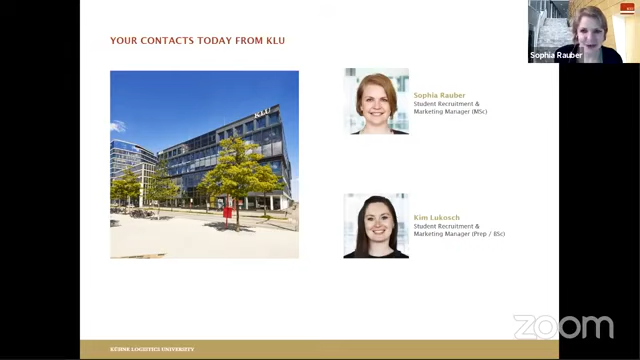 YOUR CONTACTS TODAY FROM KLU
Sophia Rauber
KLU
Sophia Rauber
Student Recruitment &
Marketing Manager (MSc)
Kim Lukosch
Student Recruitment &
Marketing Manager (Prep / BSc)
KÜHNE LOGISTICS UNIVERSITY
zoom